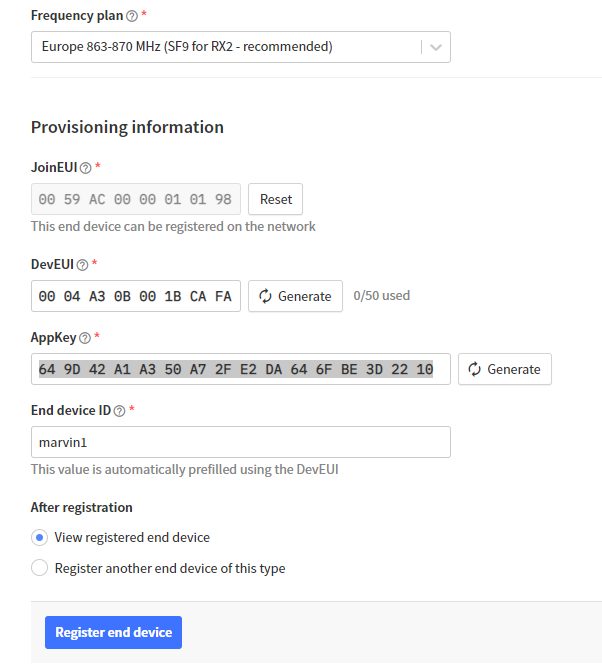 Frequency plan ? *
Europe 863-870 MHz (SF9 for RX2 - recommended)
Provisioning information
JoinEUI ? *
00 59 AC 00 00 01 01 98 Reset
This end device can be registered on the network
DevEUI ? *
00 04 A3 0B 00 1B CA FA Generate 0/50 used
AppKey ? *
64 9D 42 A1 A3 50 A7 2F E2 DA 64 6F BE 3D 22 10 Generate
End device ID ? *
marvin1
This value is automatically prefilled using the DevEUI
After registration
View registered end device
Register another end device of this type
Register end device